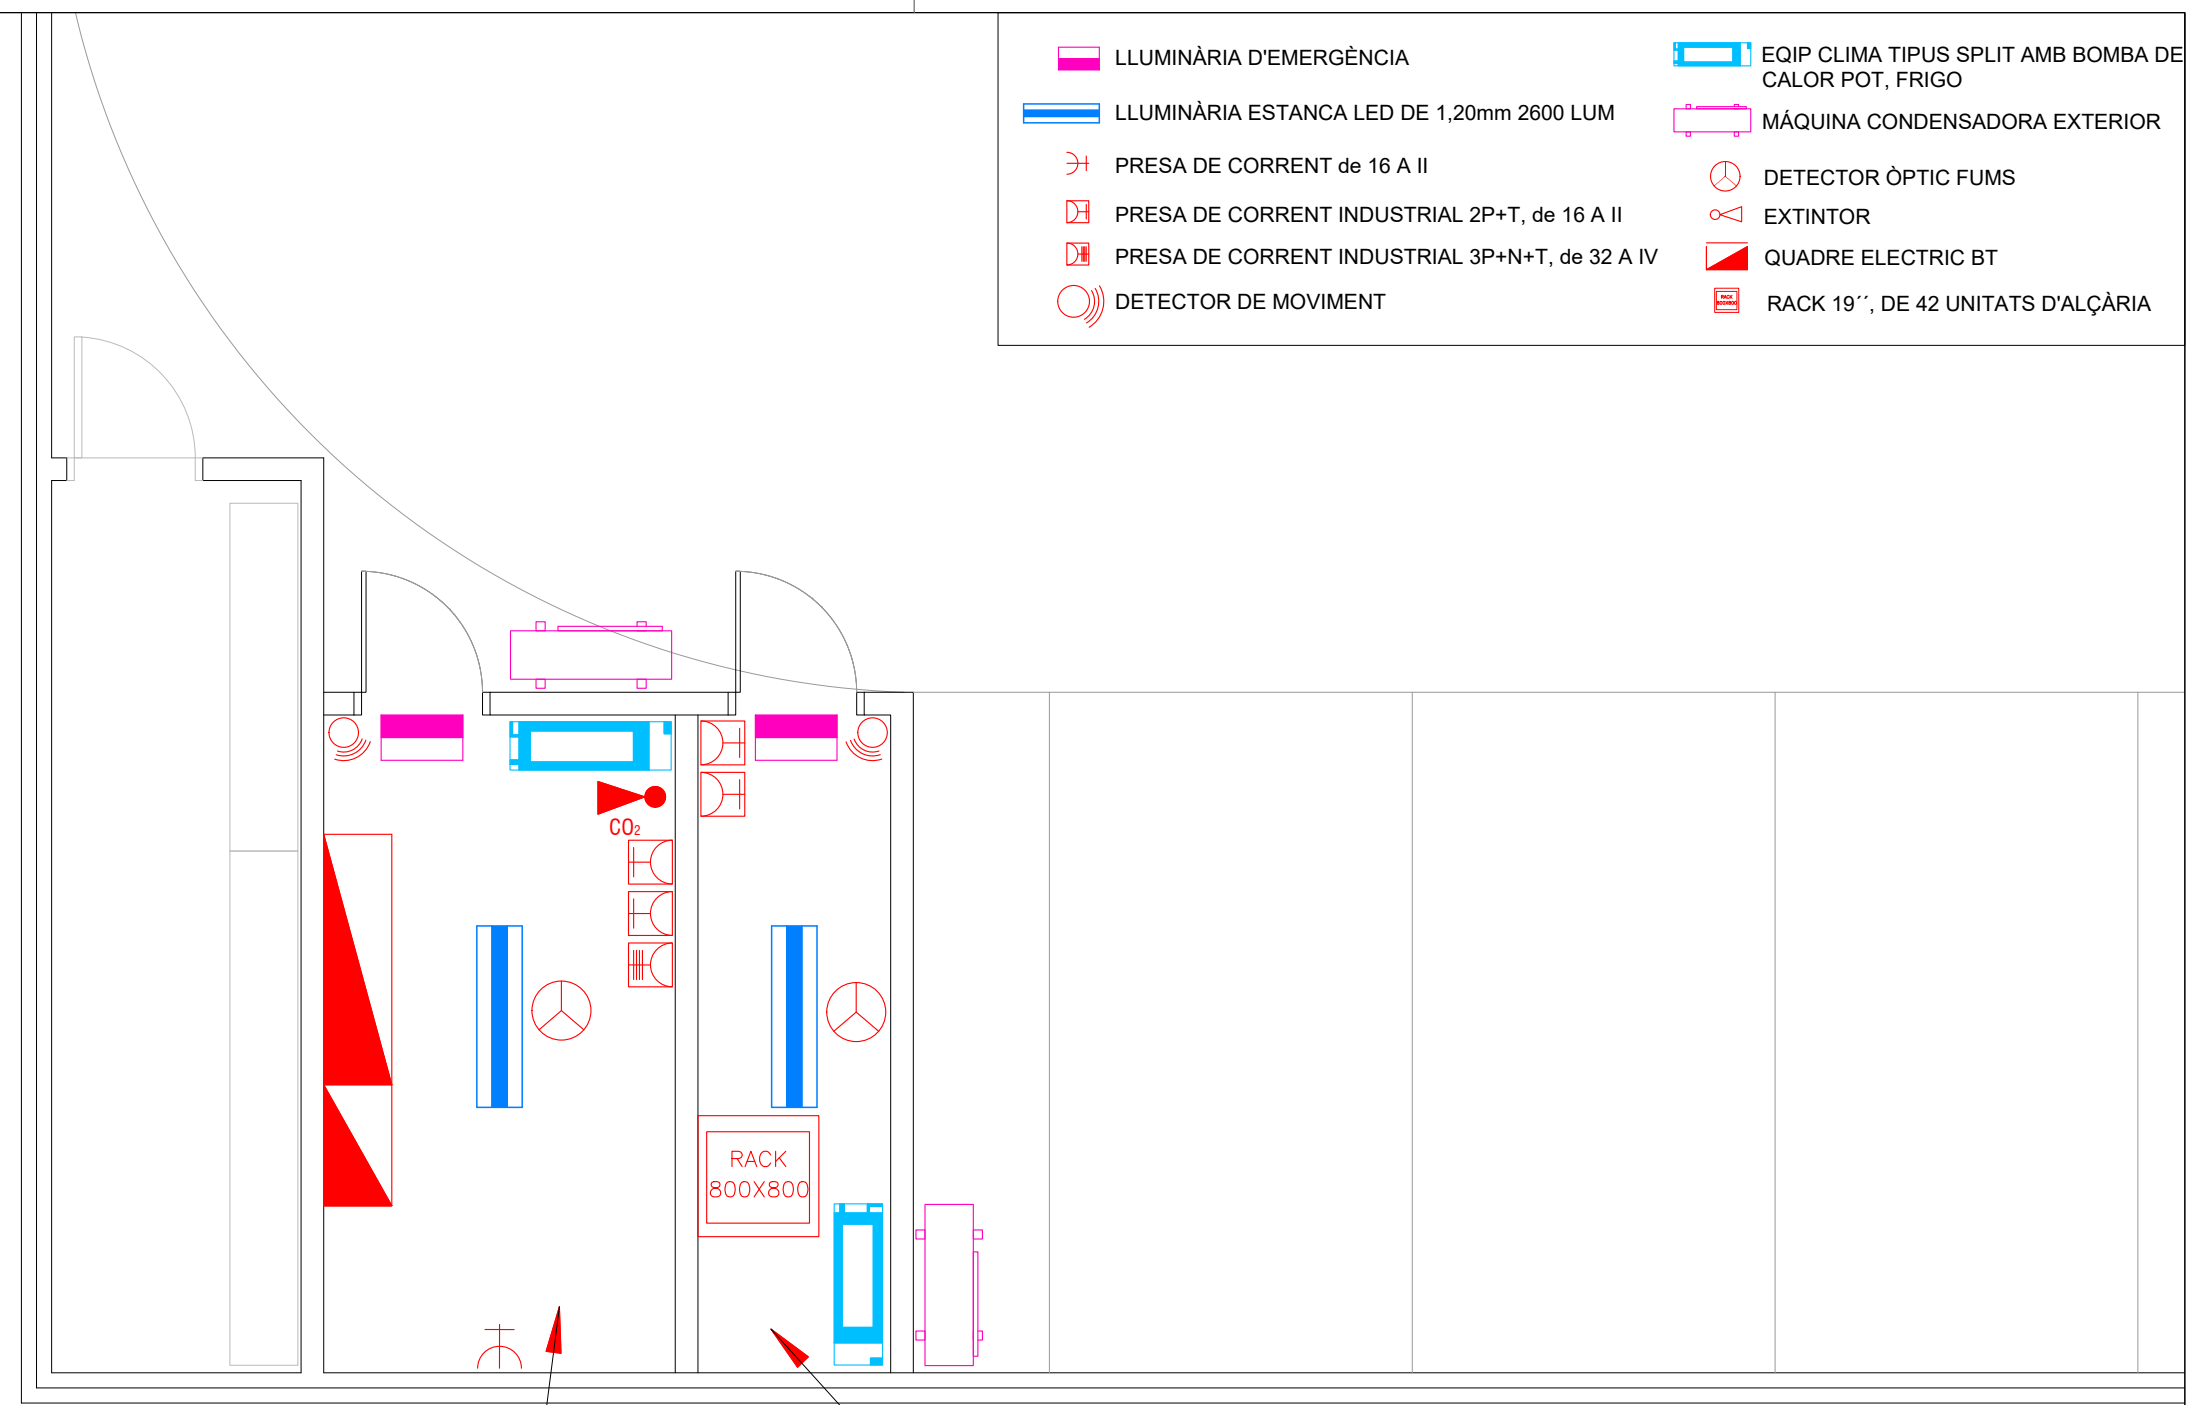 LLUMINÀRIA D'EMERGÈNCIA
LLUMINÀRIA ESTANCA LED DE 1,20mm 2600 LUM
PRESA DE CORRENT de 16 A II
PRESA DE CORRENT INDUSTRIAL 2P+T, de 16 A II
PRESA DE CORRENT INDUSTRIAL 3P+N+T, de 32 A IV
DETECTOR DE MOVIMENT
EQIP CLIMA TIPUS SPLIT AMB BOMBA DE
CALOR POT, FRIGO
MÁQUINA CONDENSADORA EXTERIOR
DETECTOR ÒPTIC FUMS
EXTINTOR
QUADRE ELECTRIC BT
RACK
800X800
RACK 19´´, DE 42 UNITATS D'ALÇÀRIA
CO₂
RACK
800X800